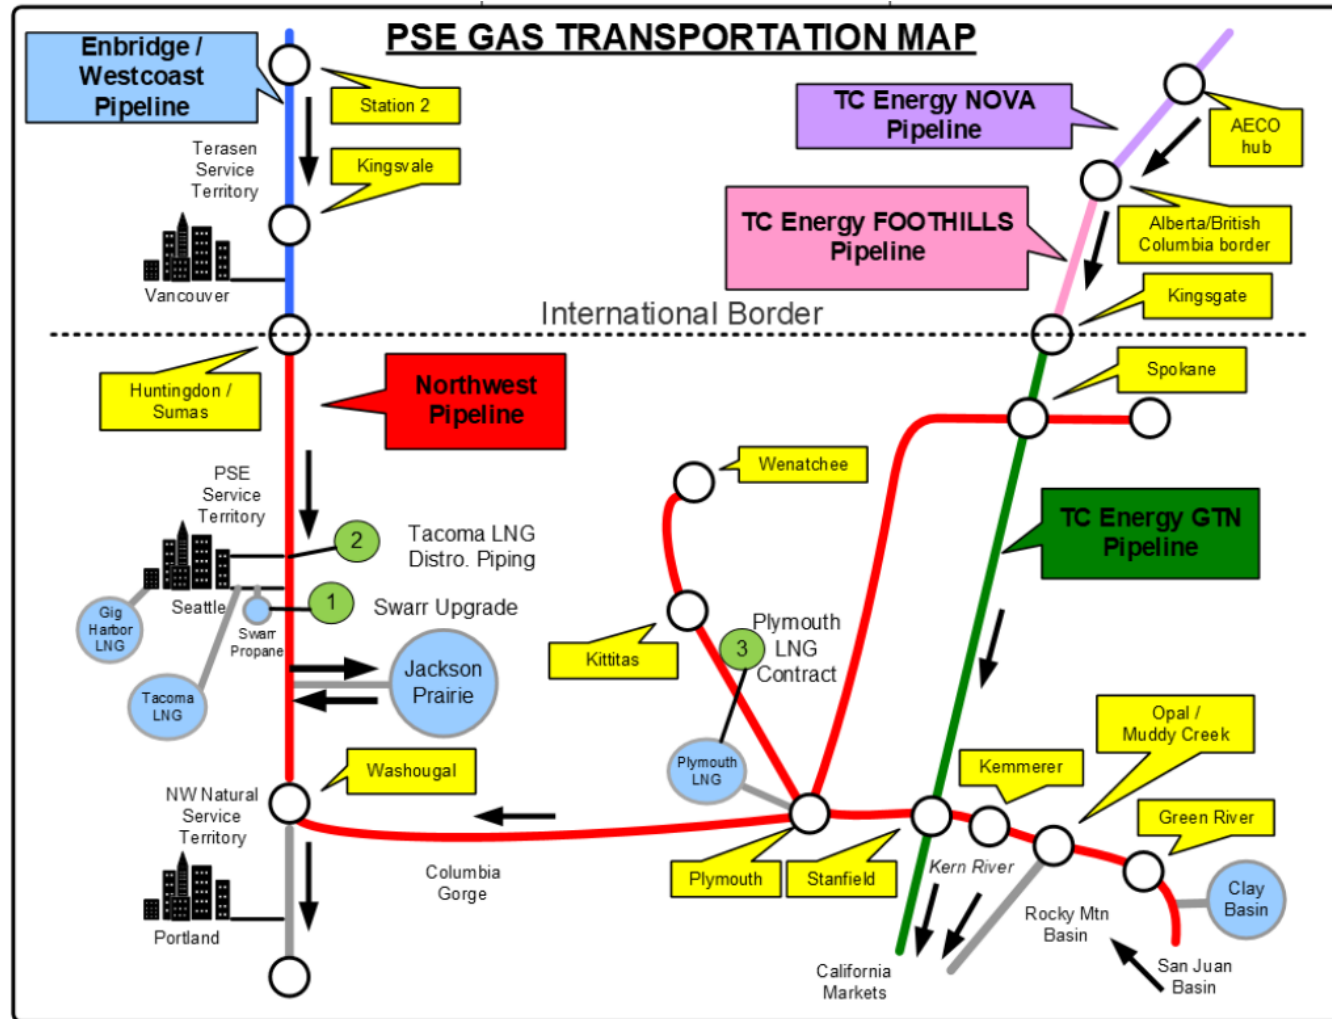 PSE GAS TRANSPORTATION MAP
Enbridge /
Westcoast
Pipeline
Station 2
Terasen
Service
Territory
Kingsvale
Vancouver
TC Energy NOVA
Pipeline
AECO
hub
TC Energy FOOTHILLS
Pipeline
Alberta/British
Columbia border
Kingsgate
International Border
Huntingdon /
Sumas
Northwest
Pipeline
Spokane
PSE
Service
Territory
Wenatchee
2
Tacoma LNG
Distro. Piping
TC Energy GTN
Pipeline
Seattle
1
Swarr Upgrade
Gig
Harbor
LNG
Swarr
Propane
Kittitas
3
Plymouth
LNG
Contract
Jackson
Prairie
Tacoma
LNG
Opal /
Muddy Creek
Washougal
Plymouth
LNG
Kemmerer
NW Natural
Service
Territory
Green River
Plymouth
Stanfield
Kern River
Columbia
Gorge
Clay
Basin
Rocky Mtn
Basin
Portland
California
Markets
San Juan
Basin